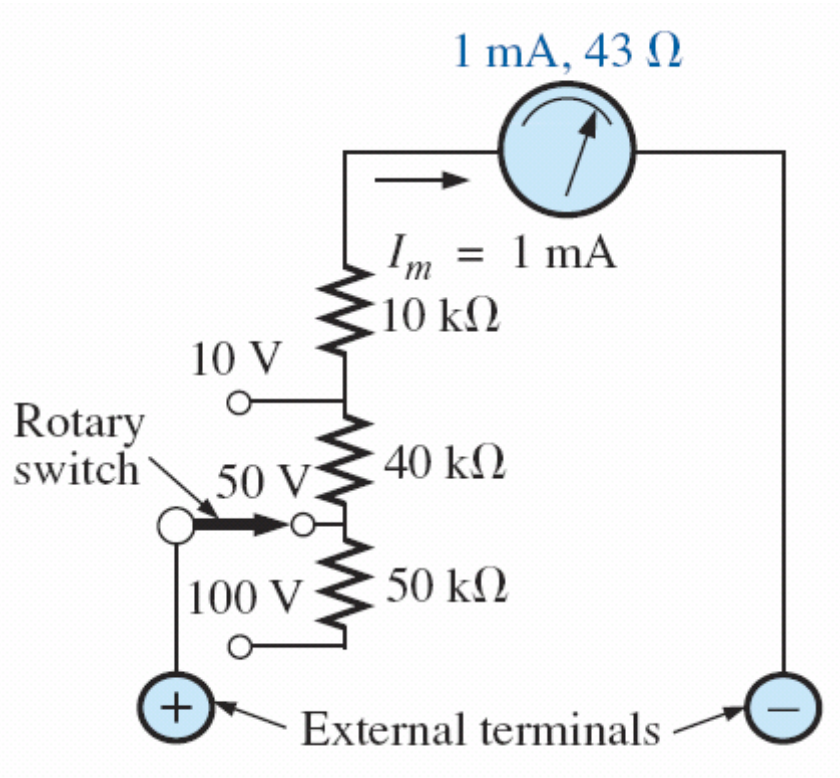 1 mA, 43 Ω
I_m = 1 mA
10 kΩ
10 V
Rotary
switch
40 kΩ
50 V
50 kΩ
100 V
+
−
External terminals